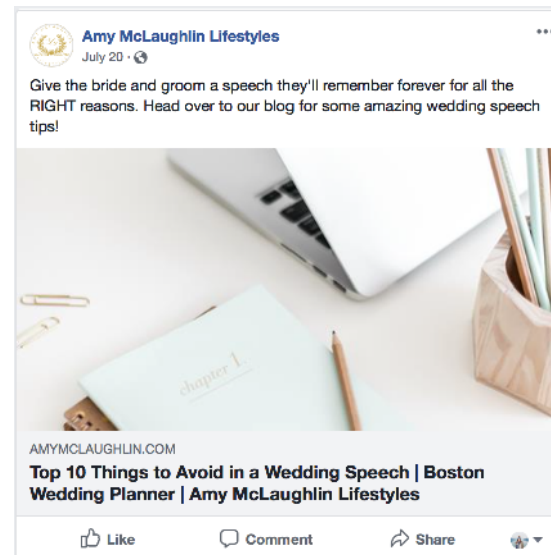 Amy McLaughlin Lifestyles
July 20 ·
Give the bride and groom a speech they'll remember forever for all the
RIGHT reasons. Head over to our blog for some amazing wedding speech
tips!
chapter 1.
AMYMCLAUGHLIN.COM
Top 10 Things to Avoid in a Wedding Speech | Boston
Wedding Planner | Amy McLaughlin Lifestyles
Like Comment Share